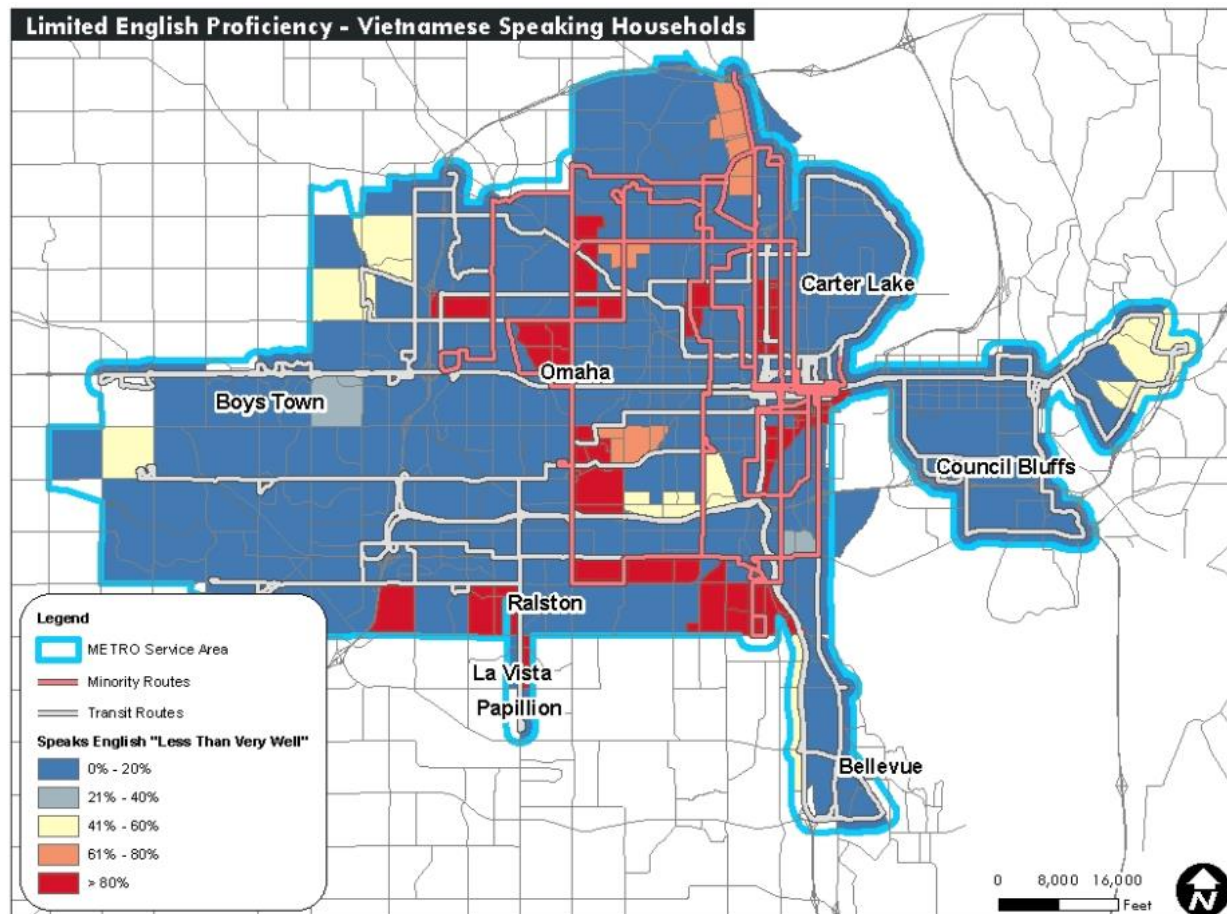 Limited English Proficiency - Vietnamese Speaking Households
Carter Lake
Omaha
Boys Town
Council Bluffs
Ralston
La Vista
Papillion
Bellevue
Legend
METRO Service Area
Minority Routes
Transit Routes
Speaks English "Less Than Very Well"
0% - 20%
21% - 40%
41% - 60%
61% - 80%
> 80%
0 8,000 16,000
Feet
N